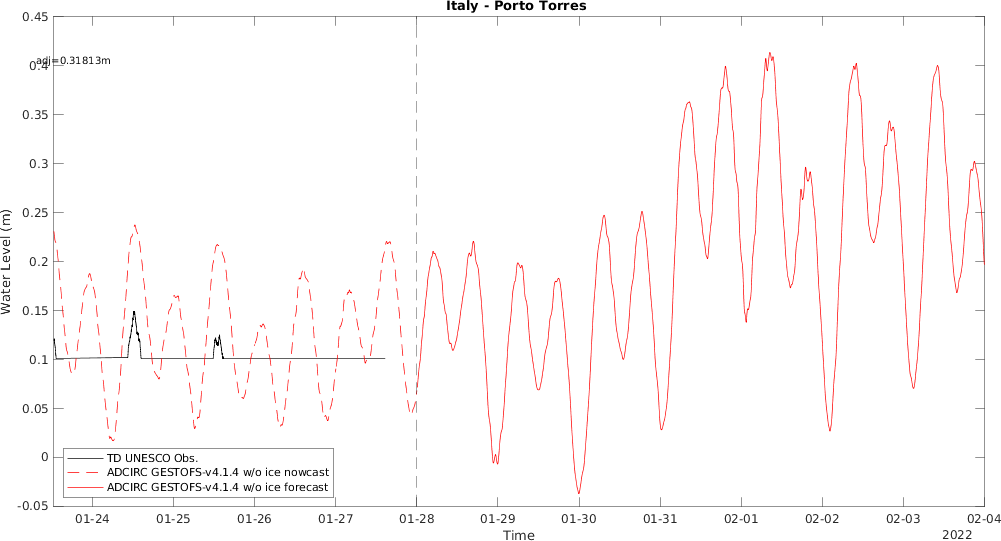 Italy - Porto Torres
adj=0.31813m
0.45
0.4
0.35
0.3
0.25
0.2
0.15
0.1
0.05
0
-0.05
Water Level (m)
TD UNESCO Obs.
ADCIRC GESTOFS-v4.1.4 w/o ice nowcast
ADCIRC GESTOFS-v4.1.4 w/o ice forecast
01-24 01-25 01-26 01-27 01-28 01-29 01-30 01-31 02-01 02-02 02-03 02-04
Time
2022